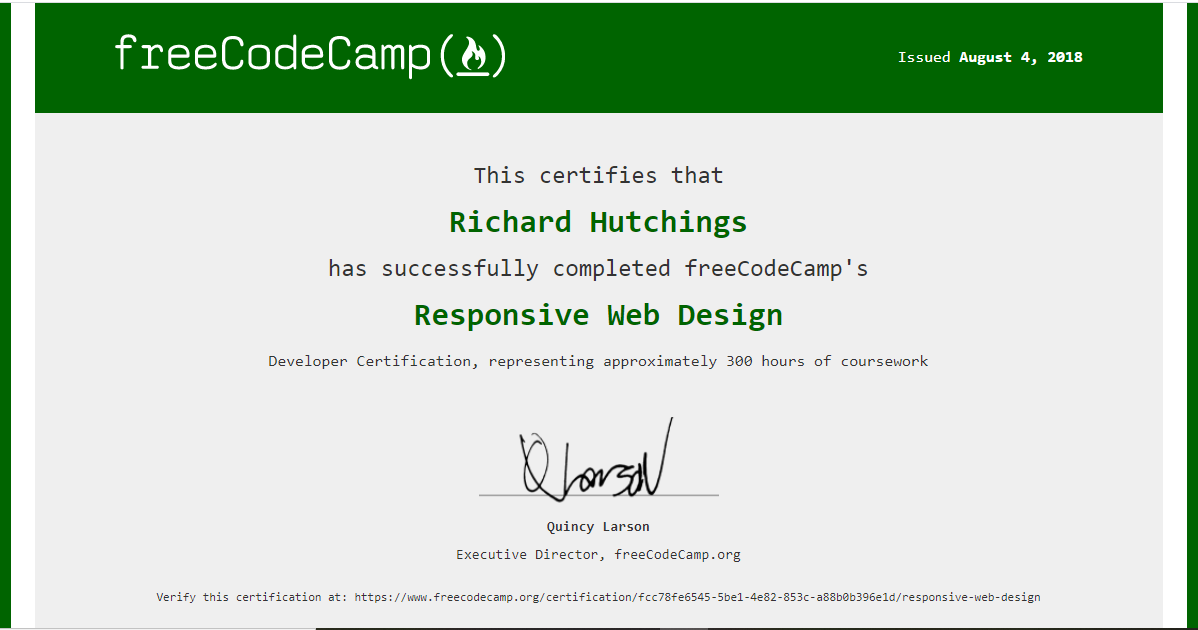 freeCodeCamp
Issued August 4, 2018
This certifies that
Richard Hutchings
has successfully completed freeCodeCamp's
Responsive Web Design
Developer Certification, representing approximately 300 hours of coursework
Q Larson
Quincy Larson
Executive Director, freeCodeCamp.org
Verify this certification at: https://www.freecodecamp.org/certification/fcc78fe6545-5be1-4e82-853c-a88b0b396e1d/responsive-web-design